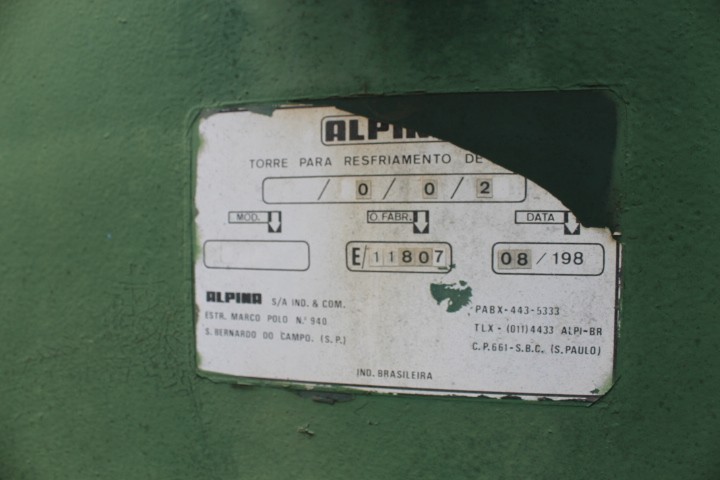 ALPIN
TORRE PARA RESFRIAMENTO DE
/ 0 / 0 / 2
MOD. O.FABR. DATA
E/11807 08 / 198
ALPINA S/A IND. & COM.
ESTR. MARCO POLO N.º 940
S. BERNARDO DO CAMPO. (S.P.)
PABX-443-5333
TLX - (011)4433 ALPI-BR
C.P.661-S.B.C. (S.PAULO)
IND. BRASILEIRA